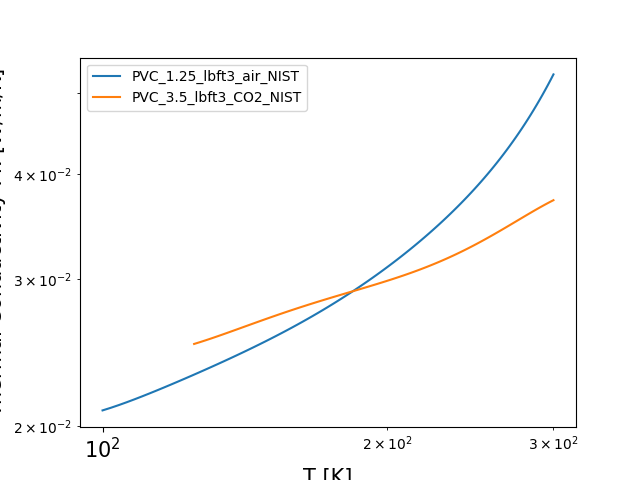 PVC_1.25_lbft3_air_NIST
PVC_3.5_lbft3_CO2_NIST
4 × 10⁻²
3 × 10⁻²
2 × 10⁻²
10²
2 × 10²
3 × 10²
T [K]